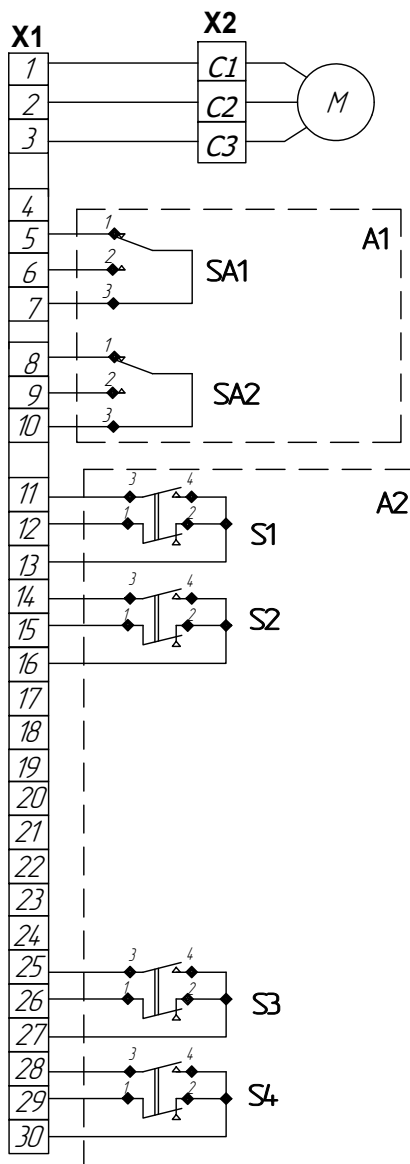 X1 X2
1 C1
2 C2 M
3 C3
4
5 1 A1
6 2 SA1
7 3
8 1
9 2 SA2
10 3
11 3 4 A2
12 1 2 S1
13
14 3 4
15 1 2 S2
16
17
18
19
20
21
22
23
24
25 3 4
26 1 2 S3
27
28 3 4
29 1 2 S4
30